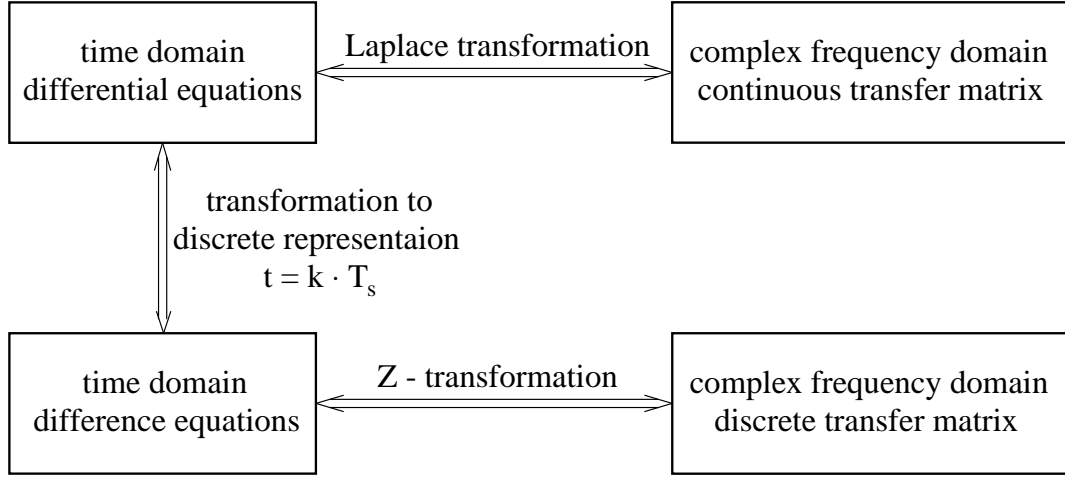 time domain
differential equations
Laplace transformation
complex frequency domain
continuous transfer matrix
transformation to
discrete representaion
t = k · Tₛ
time domain
difference equations
Z - transformation
complex frequency domain
discrete transfer matrix